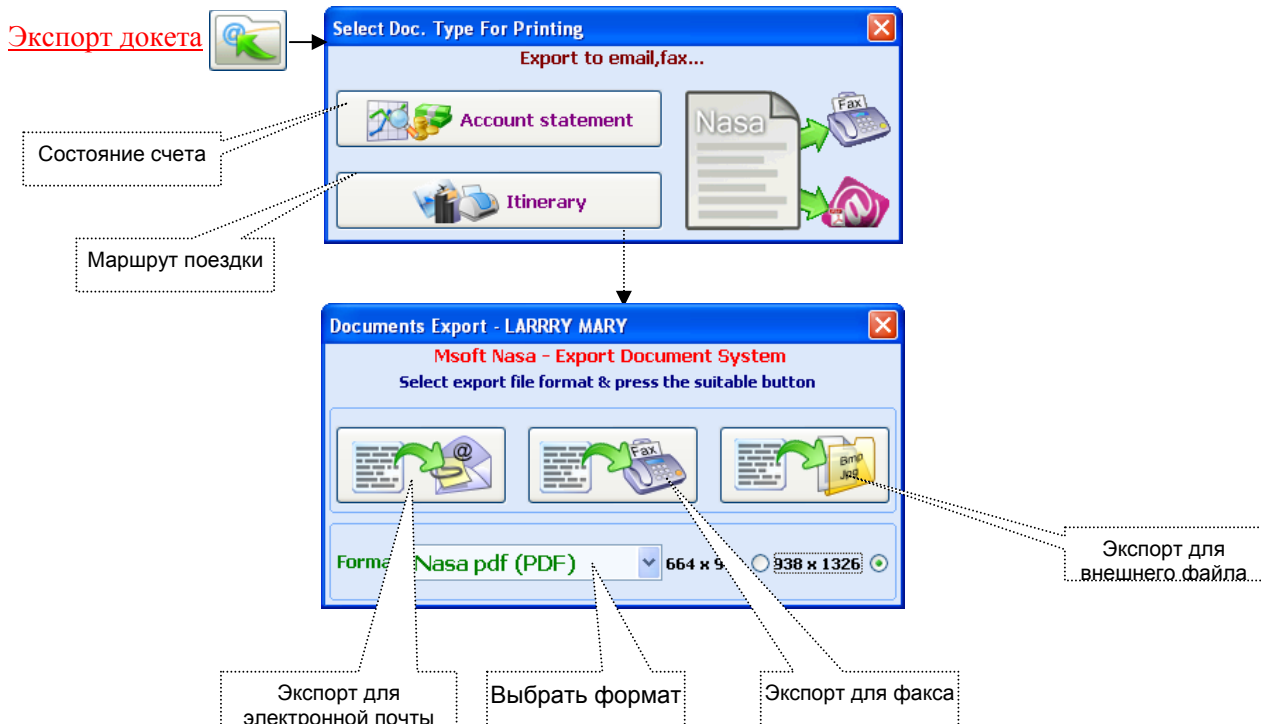 Экспорт докета
Select Doc. Type For Printing
Export to email,fax...
Account statement
Nasa
Fax
Состояние счета
Itinerary
Маршрут поездки
Documents Export - LARRRY MARY
Msoft Nasa - Export Document System
Select export file format & press the suitable button
@
Fax
Bmp
Jpg
Nasa pdf (PDF) 664 x 938 x 1326
Экспорт для
внешнего файла
Экспорт для
электронной почты
Выбрать формат
Экспорт для факса